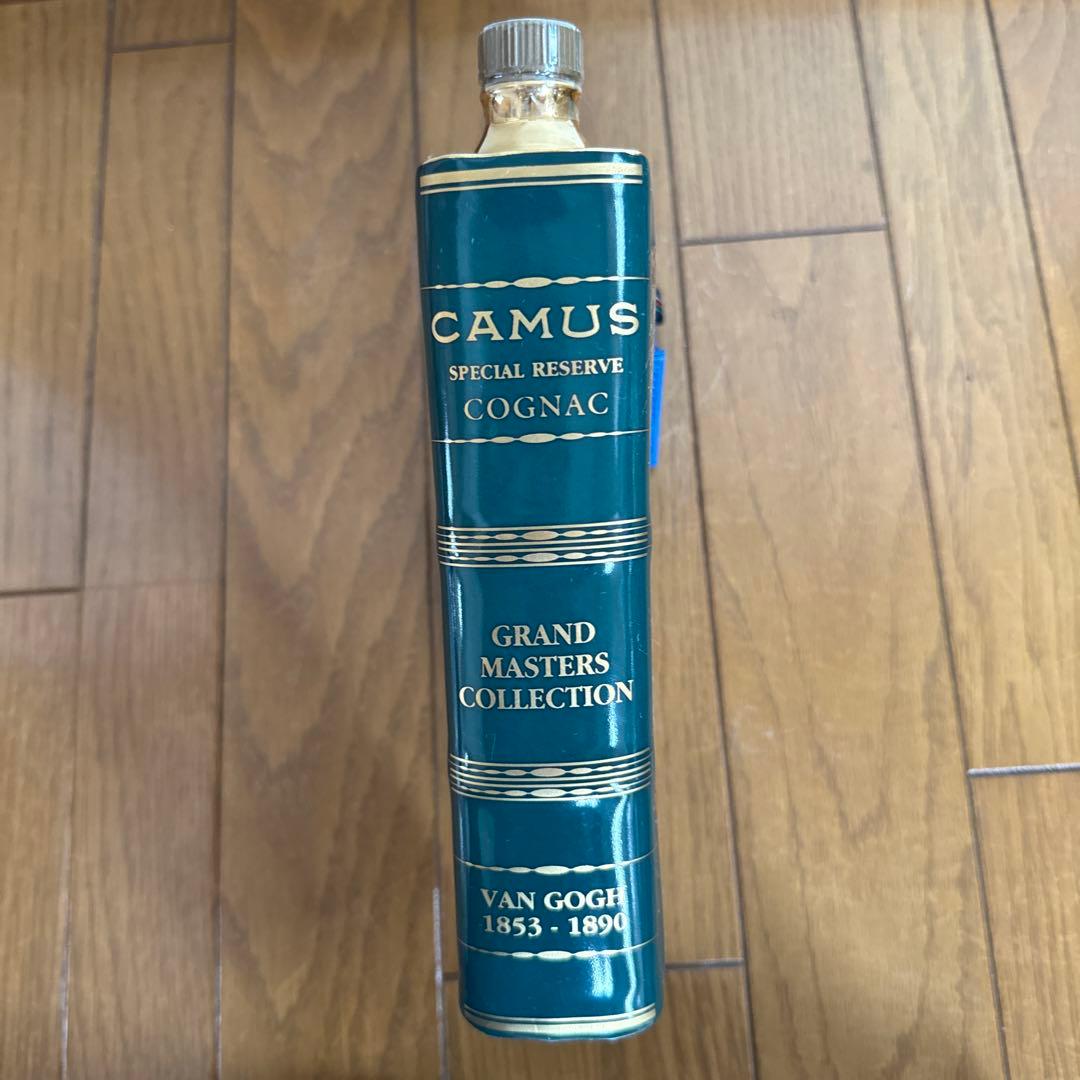 CAMUS
SPECIAL RESERVE
COGNAC
GRAND
MASTERS
COLLECTION
VAN GOGH
1853 - 1890